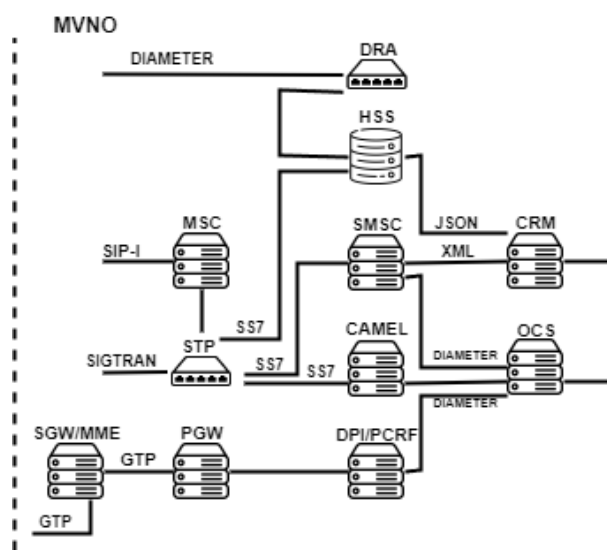 MVNO
DRA
DIAMETER
HSS
MSC
SMSC
JSON
CRM
SIP-I
XML
SS7
STP
CAMEL
OCS
SIGTRAN
SS7
SS7
DIAMETER
DIAMETER
SGW/MME
PGW
DPI/PCRF
GTP
GTP